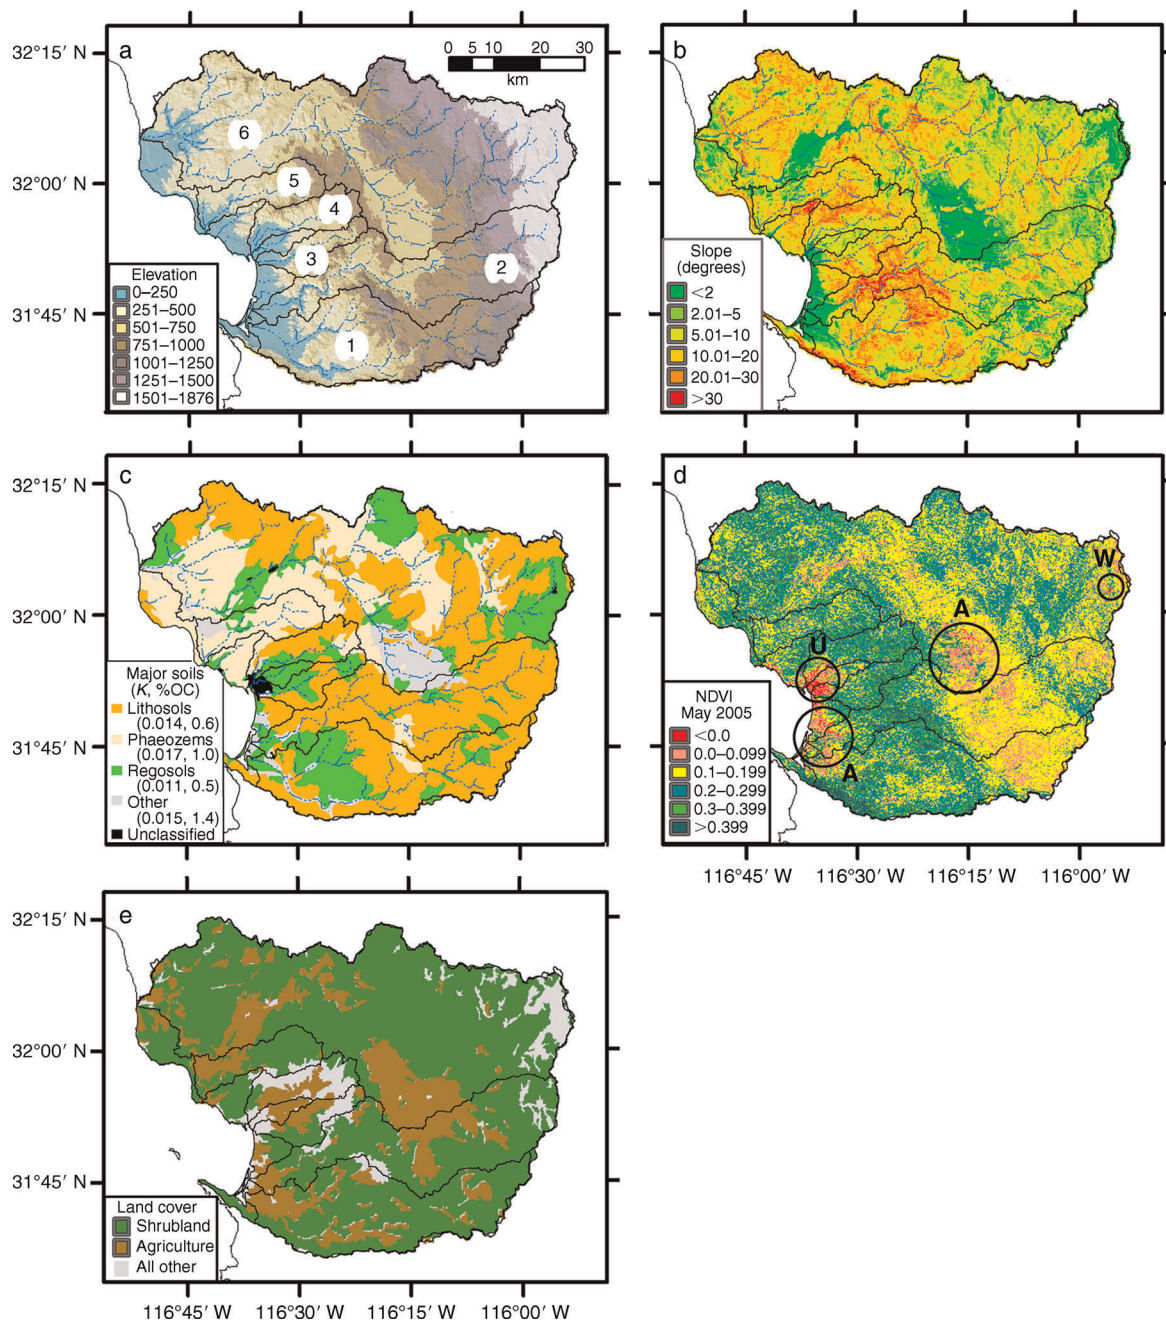 a
0 5 10 20 30
km
32°15′ N
32°00′ N
31°45′ N
6
5
4
3
2
1
Elevation
0–250
251–500
501–750
751–1000
1001–1250
1251–1500
1501–1876
b
Slope
(degrees)
<2
2.01–5
5.01–10
10.01–20
20.01–30
>30
c
32°15′ N
32°00′ N
31°45′ N
Major soils
(K, %OC)
Lithosols
(0.014, 0.6)
Phaeozems
(0.017, 1.0)
Regosols
(0.011, 0.5)
Other
(0.015, 1.4)
Unclassified
d
W
A
U
A
NDVI
May 2005
<0.0
0.0–0.099
0.1–0.199
0.2–0.299
0.3–0.399
>0.399
116°45′ W 116°30′ W 116°15′ W 116°00′ W
e
32°15′ N
32°00′ N
31°45′ N
Land cover
Shrubland
Agriculture
All other
116°45′ W 116°30′ W 116°15′ W 116°00′ W